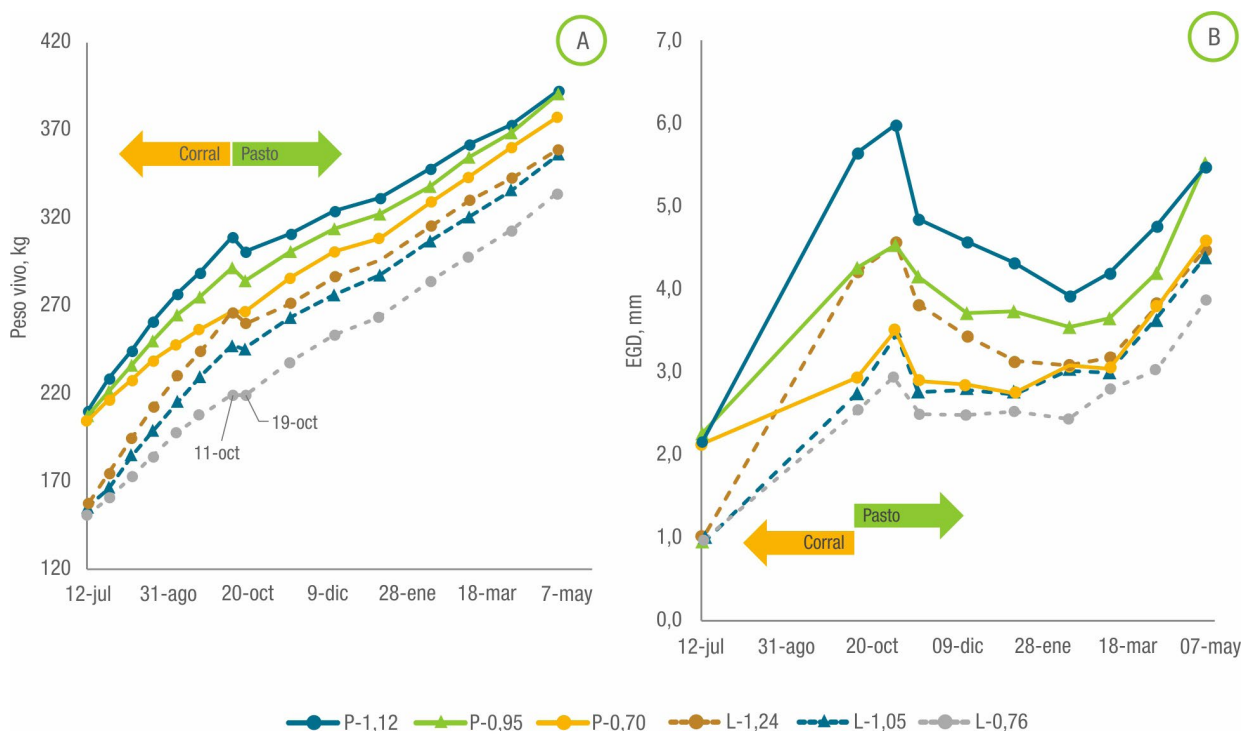 A
420
370
320
270
220
170
120
Peso vivo, kg
Corral
Pasto
11-oct
19-oct
12-jul 31-ago 20-oct 9-dic 28-ene 18-mar 7-may
B
7,0
6,0
5,0
4,0
3,0
2,0
1,0
0,0
EGD, mm
Pasto
Corral
12-jul 31-ago 20-oct 09-dic 28-ene 18-mar 07-may
P-1,12 P-0,95 P-0,70 L-1,24 L-1,05 L-0,76